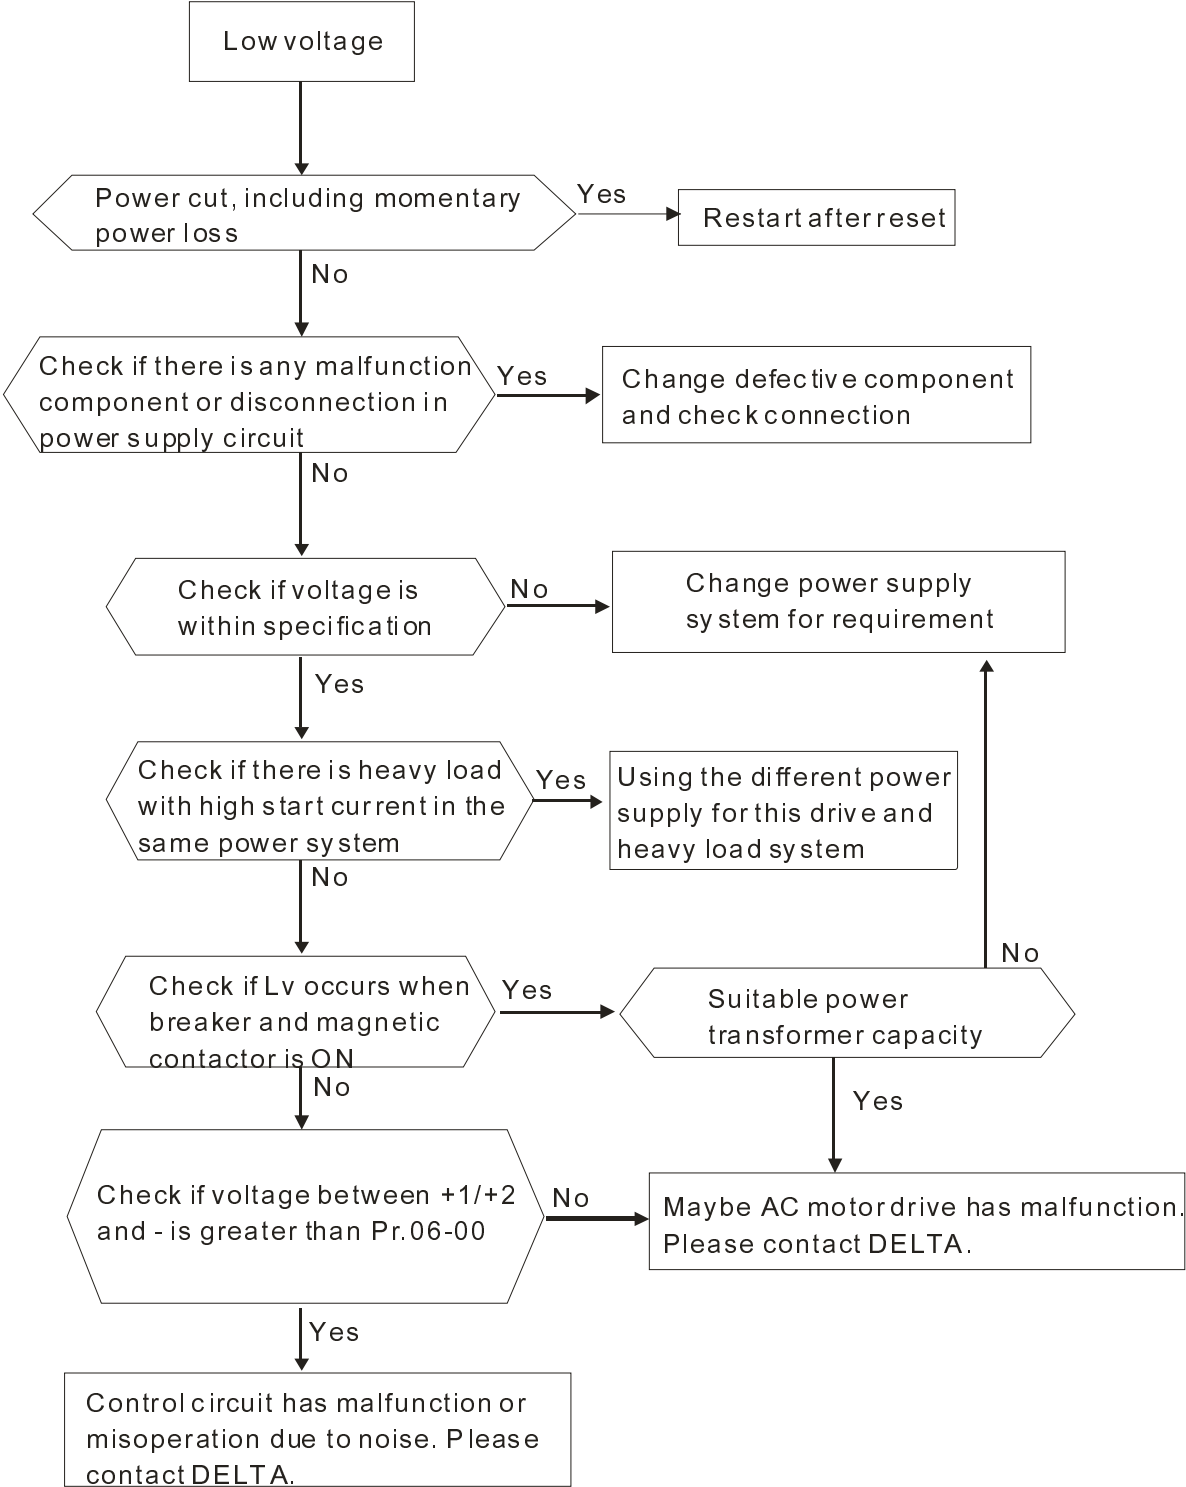 Low voltage
Power cut, including momentary
power loss
Yes
Restart after reset
No
Check if there is any malfunction
component or disconnection in
power supply circuit
Yes
Change defective component
and check connection
No
Check if voltage is
within specification
No
Change power supply
system for requirement
Yes
Check if there is heavy load
with high start current in the
same power system
Yes
Using the different power
supply for this drive and
heavy load system
No
Check if Lv occurs when
breaker and magnetic
contactor is ON
Yes
Suitable power
transformer capacity
No
No
Yes
Check if voltage between +1/+2
and - is greater than Pr.06-00
No
Maybe AC motor drive has malfunction.
Please contact DELTA.
Yes
Control circuit has malfunction or
misoperation due to noise. Please
contact DELTA.